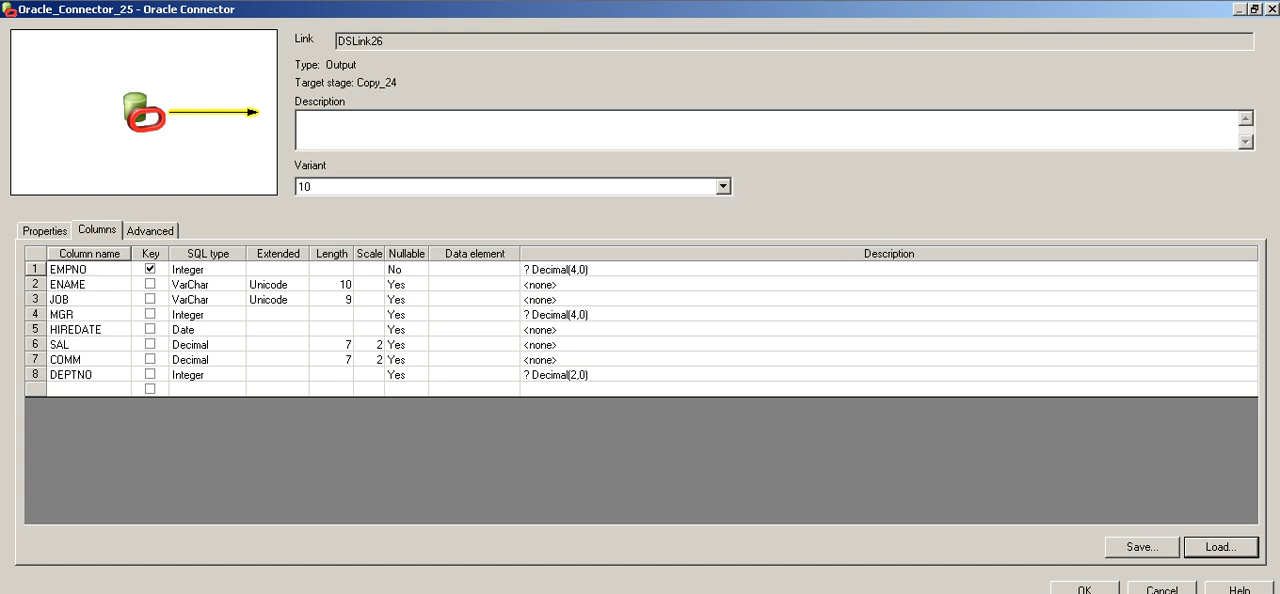 Oracle_Connector_25 - Oracle Connector
Link DSLink26
Type: Output
Target stage: Copy_24
Description
Variant
10
Properties Columns Advanced
Column name Key SQL type Extended Length Scale Nullable Data element Description
1 EMPNO Integer No ? Decimal(4,0)
2 ENAME VarChar Unicode 10 Yes <none>
3 JOB VarChar Unicode 9 Yes <none>
4 MGR Integer Yes ? Decimal(4,0)
5 HIREDATE Date Yes <none>
6 SAL Decimal 7 2 Yes <none>
7 COMM Decimal 7 2 Yes <none>
8 DEPTNO Integer Yes ? Decimal(2,0)
Save... Load...
OK Cancel Help